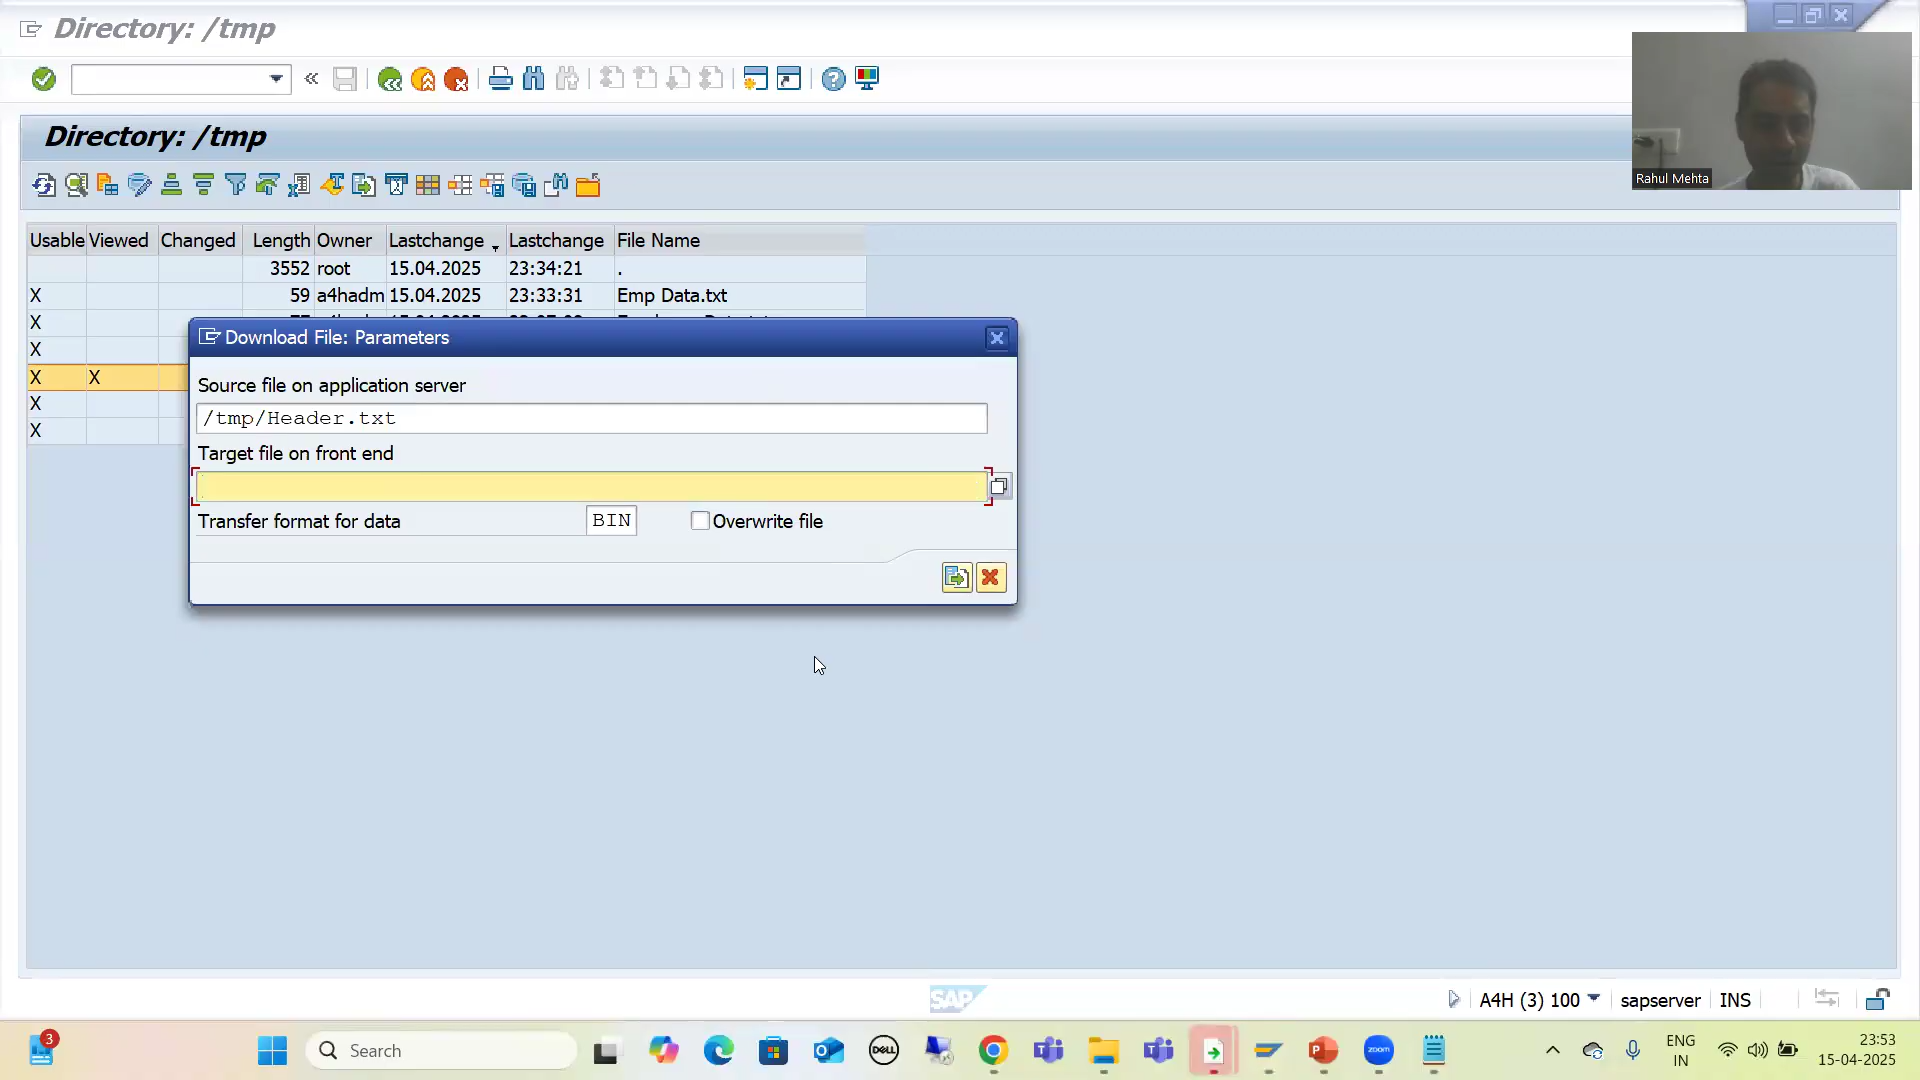 Directory: /tmp
Rahul Mehta
Directory: /tmp
Usable Viewed Changed Length Owner Lastchange Lastchange File Name
3552 root 15.04.2025 23:34:21 .
X 59 a4hadm 15.04.2025 23:33:31 Emp Data.txt
X
X
X X
X
X
Download File: Parameters
Source file on application server
/tmp/Header.txt
Target file on front end
Transfer format for data BIN Overwrite file
SAP A4H (3) 100 sapserver INS
3 Search DELL zoom ENG 23:53
IN 15-04-2025